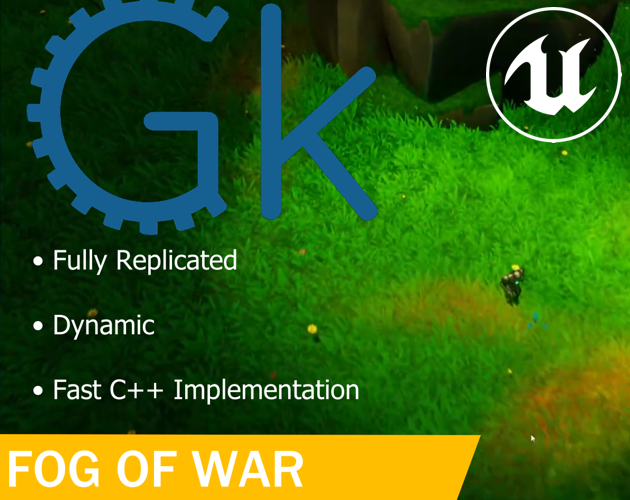 Gk
• Fully Replicated
• Dynamic
• Fast C++ Implementation
FOG OF WAR